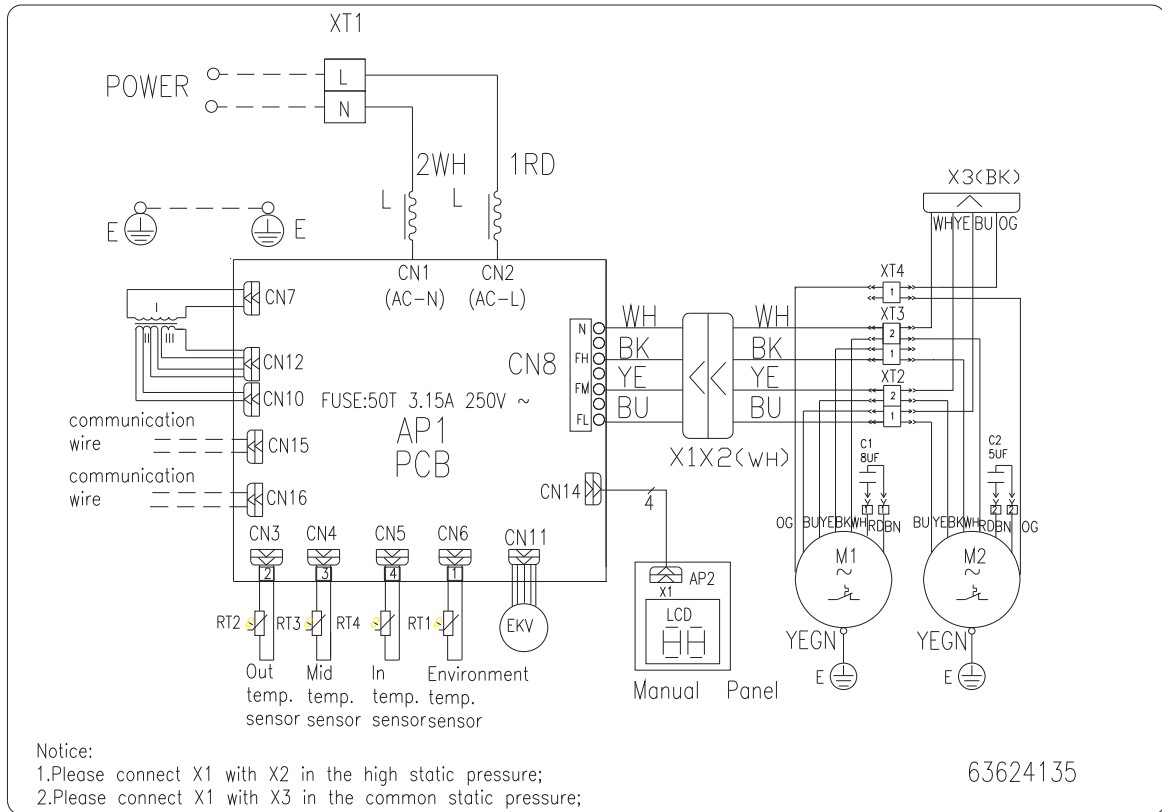 XT1
POWER
L
N
2WH
1RD
L
L
E
E
CN1
(AC-N)
CN2
(AC-L)
CN7
I
II
III
CN12
CN10
CN15
CN16
communication
wire
communication
wire
FUSE:50T 3.15A 250V ~
AP1
PCB
CN8
N
FH
FM
FL
WH
BK
YE
BU
X1X2(WH)
WH
BK
YE
BU
X3(BK)
WH YE BU OG
XT4
1
XT3
2
1
XT2
2
1
C1
8UF
C2
5UF
1 1
2 2
OG BU YE BK WH RD BN
BU YE BK WH RD BN OG
M1
~
M2
~
YEGN
YEGN
E
E
CN14
4
AP2
X1
LCD
Manual Panel
CN3
CN4
CN5
CN6
CN11
2
3
4
1
RT2
RT3
RT4
RT1
EKV
Out
temp.
sensor
Mid
temp.
sensor
In
temp.
sensor
Environment
temp.
sensor
Notice:
1.Please connect X1 with X2 in the high static pressure;
2.Please connect X1 with X3 in the common static pressure;
63624135